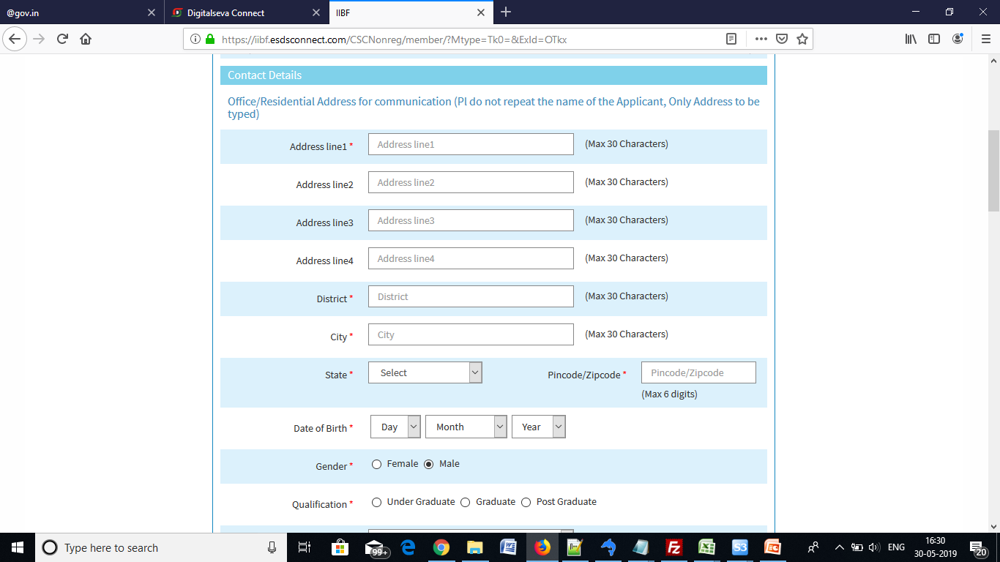 @gov.in
Digitalseva Connect
IIBF
https://iibf.esdsconnect.com/CSCNonreg/member/?Mtype=Tk0=&ExId=OTkx
Contact Details
Office/Residential Address for communication (Pl do not repeat the name of the Applicant, Only Address to be
typed)
Address line1 * Address line1 (Max 30 Characters)
Address line2 Address line2 (Max 30 Characters)
Address line3 Address line3 (Max 30 Characters)
Address line4 Address line4 (Max 30 Characters)
District * District (Max 30 Characters)
City * City (Max 30 Characters)
State * Select Pincode/Zipcode * Pincode/Zipcode
(Max 6 digits)
Date of Birth * Day Month Year
Gender * Female Male
Qualification * Under Graduate Graduate Post Graduate
Type here to search
99+
S3
ENG
16:30
30-05-2019
20